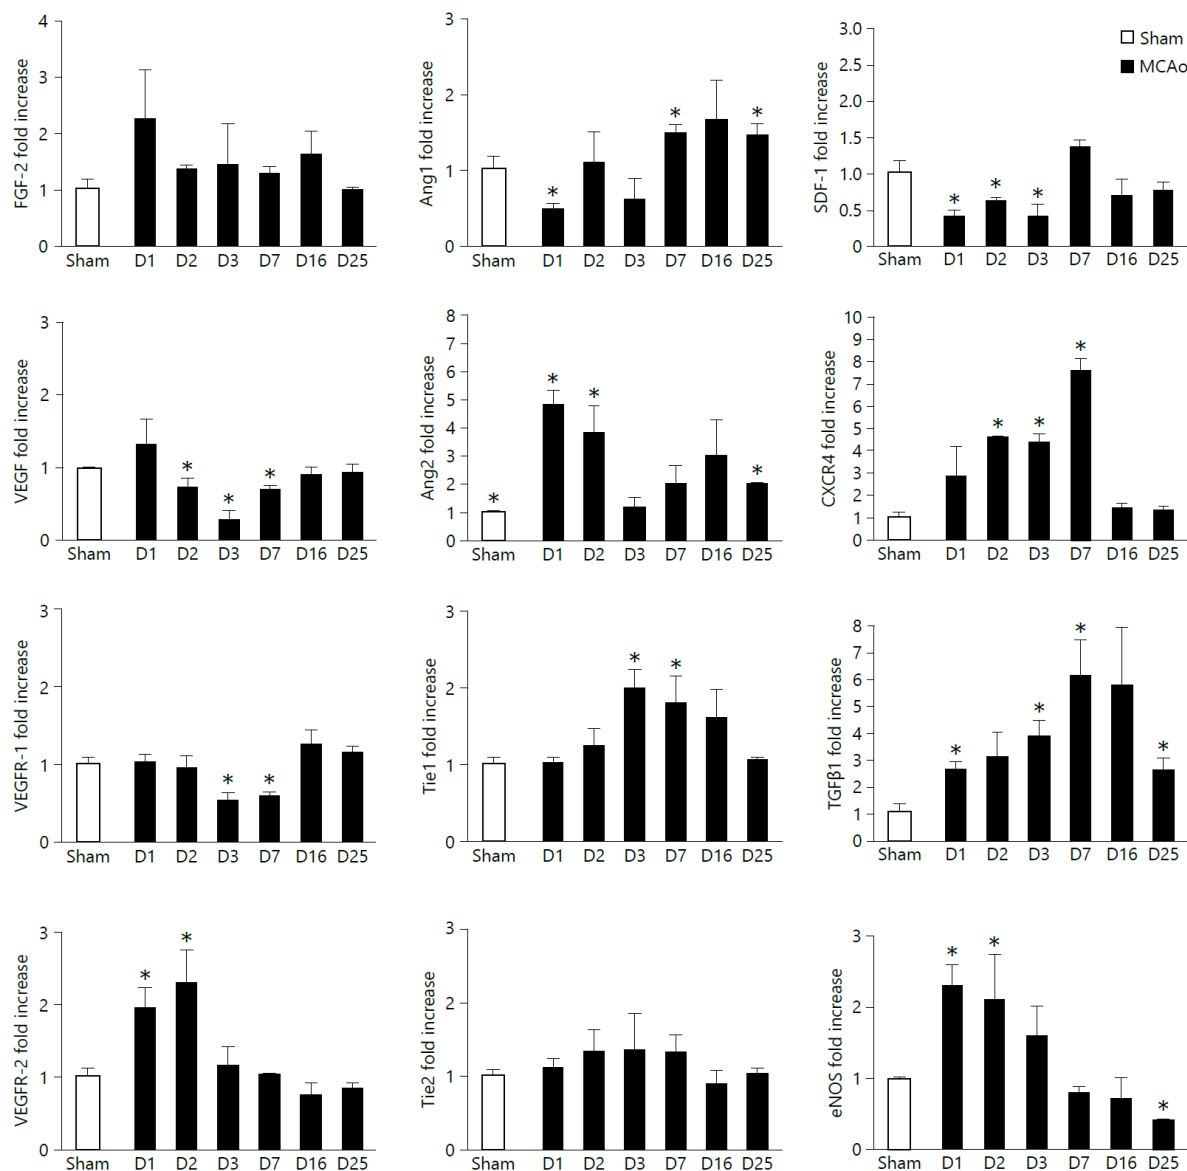 4
3
2
1
0
FGF-2 fold increase
Sham D1 D2 D3 D7 D16 D25
3
2
1
0
Ang1 fold increase
* * *
Sham D1 D2 D3 D7 D16 D25
3.0
2.5
2.0
1.5
1.0
0.5
0
SDF-1 fold increase
* * *
Sham D1 D2 D3 D7 D16 D25
Sham
MCAo
3
2
1
0
VEGF fold increase
* * *
Sham D1 D2 D3 D7 D16 D25
8
7
6
5
4
3
2
1
0
Ang2 fold increase
* * * *
Sham D1 D2 D3 D7 D16 D25
10
9
8
7
6
5
4
3
2
1
0
CXCR4 fold increase
* * *
Sham D1 D2 D3 D7 D16 D25
3
2
1
0
VEGFR-1 fold increase
* *
Sham D1 D2 D3 D7 D16 D25
3
2
1
0
Tie1 fold increase
* *
Sham D1 D2 D3 D7 D16 D25
8
7
6
5
4
3
2
1
0
TGFβ1 fold increase
* * * *
Sham D1 D2 D3 D7 D16 D25
3
2
1
0
VEGFR-2 fold increase
* *
Sham D1 D2 D3 D7 D16 D25
3
2
1
0
Tie2 fold increase
Sham D1 D2 D3 D7 D16 D25
3
2
1
0
eNOS fold increase
* * *
Sham D1 D2 D3 D7 D16 D25